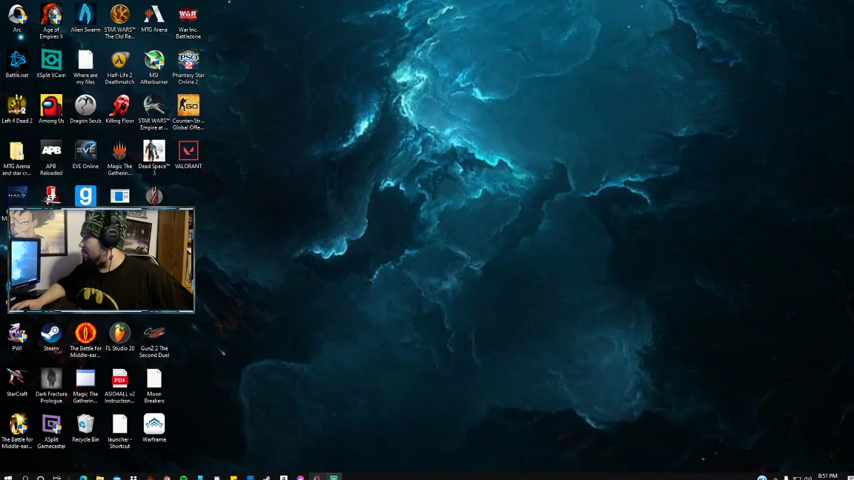 Arc
Age of
Empires II
Alien Swarm
STAR WARS™
The Old Re...
MTG Arena
War Inc.
Battlezone
Battle.net
XSplit VCam
Where are
my files
Half-Life 2
Deathmatch
MSI
Afterburner
Phantasy Star
Online 2
Left 4 Dead 2
Among Us
Dragon Souls
Killing Floor
STAR WARS™
Empire at ...
Counter-Str...
Global Offe...
MTG Arena
and star cr...
APB
Reloaded
EVE Online
Magic The
Gatherin...
Dead Space™
VALORANT
PWI
Steam
The Battle for
Middle-ear...
FL Studio 20
GunZ 2 The
Second Duel
StarCraft
Dark Fracture
Prologue
Magic The
Gatherin...
ASIO4ALL v2
Instruction...
Moon
Breakers
The Battle for
Middle-ear...
XSplit
Gamecaster
Recycle Bin
launcher -
Shortcut
Warframe
8:51 PM